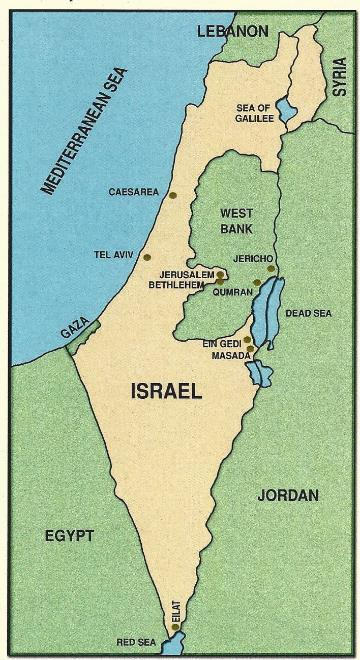 LEBANON
SYRIA
MEDITERRANEAN SEA
SEA OF
GALILEE
CAESAREA
WEST
BANK
TEL AVIV
JERICHO
JERUSALEM
BETHLEHEM
QUMRAN
GAZA
DEAD SEA
EIN GEDI
MASADA
ISRAEL
JORDAN
EGYPT
EILAT
RED SEA